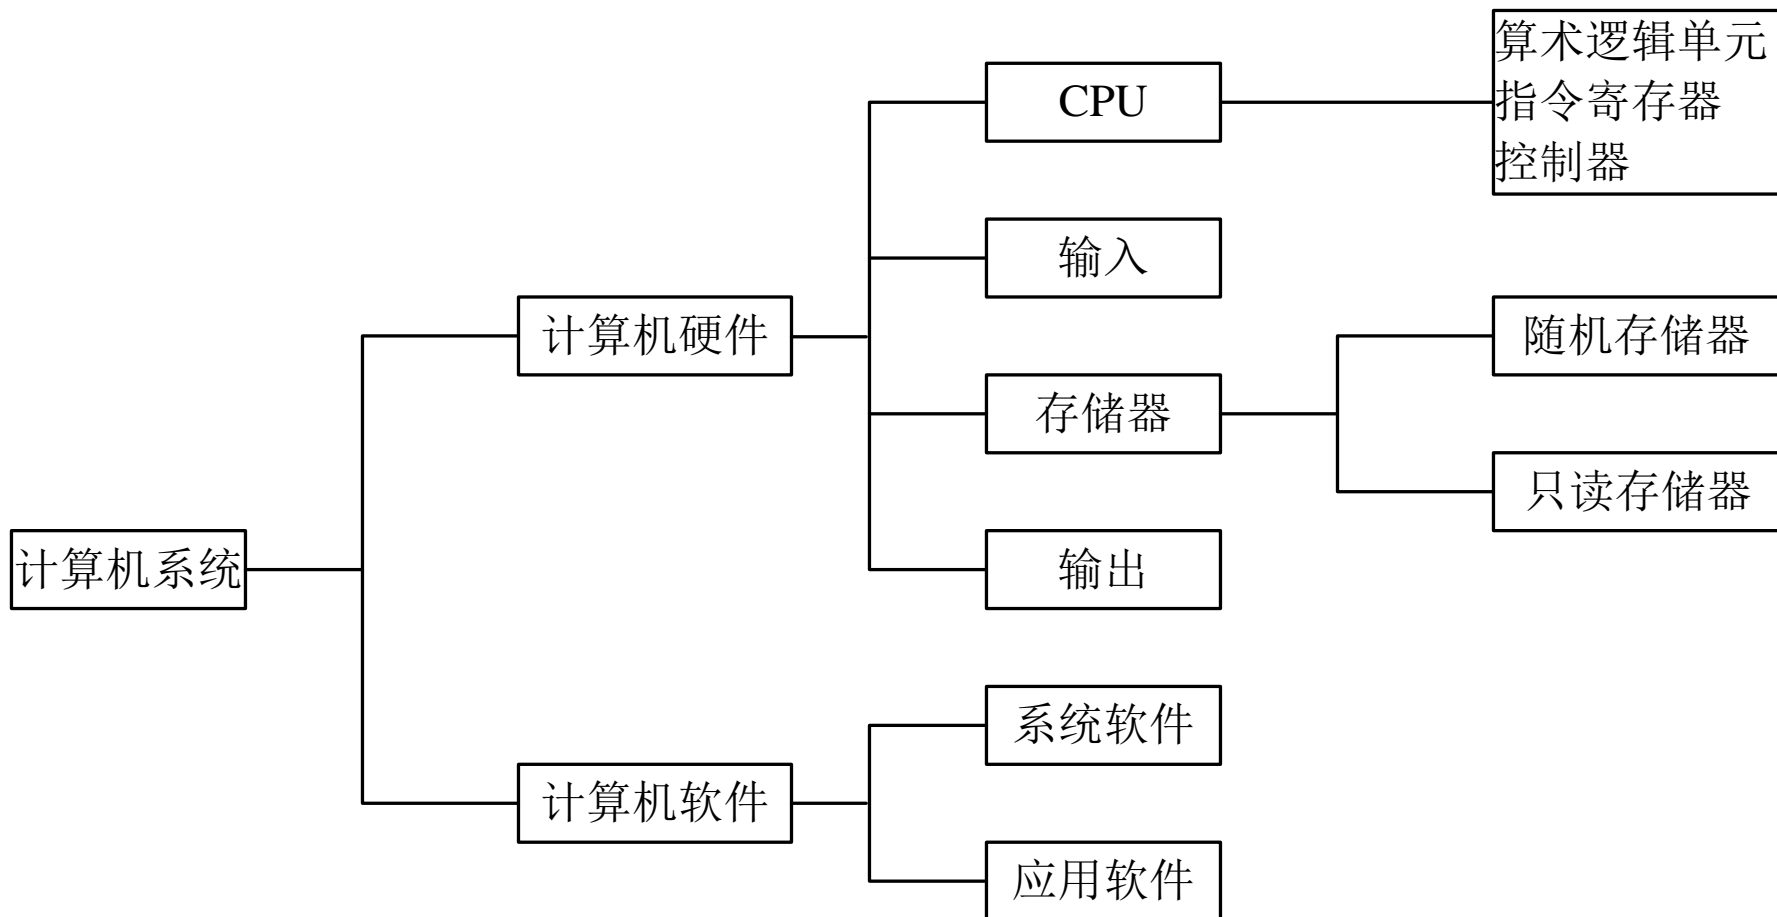 算术逻辑单元
指令寄存器
控制器
CPU
输入
计算机硬件
随机存储器
存储器
只读存储器
计算机系统
输出
系统软件
计算机软件
应用软件